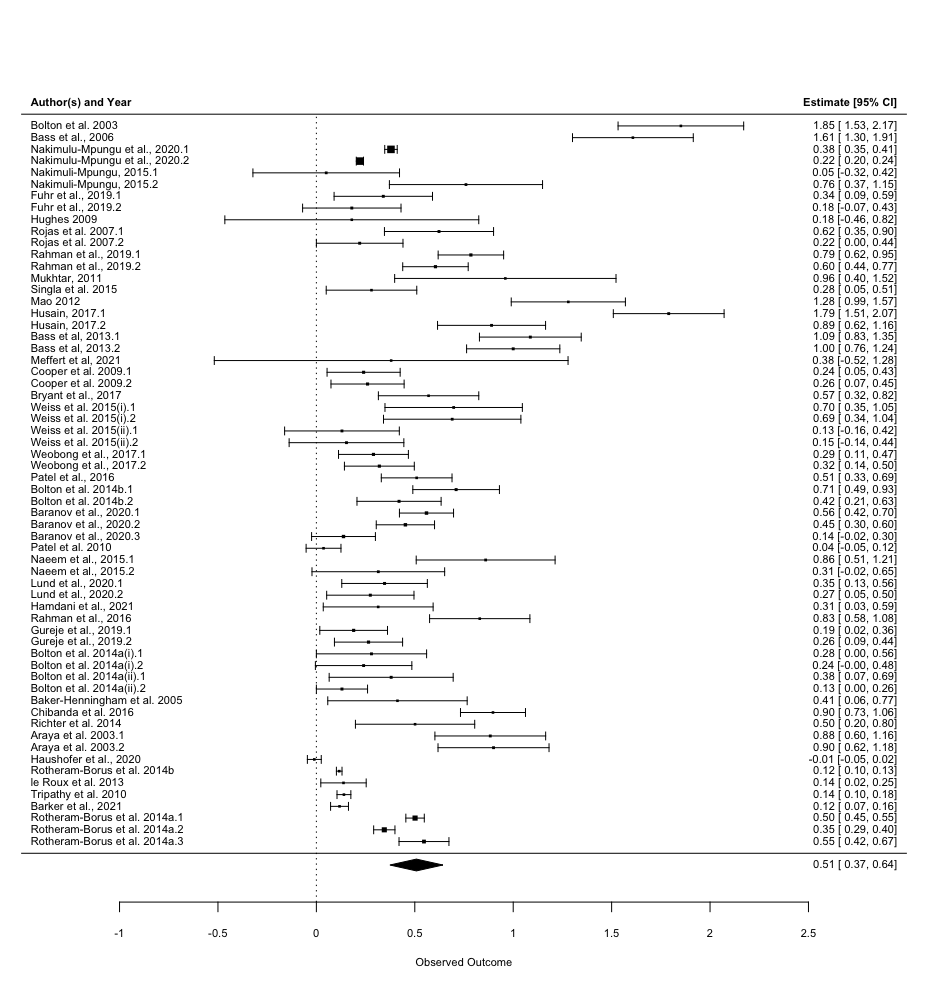 Author(s) and Year Estimate [95% CI]
Bolton et al. 2003 1.85 [ 1.53, 2.17]
Bass et al., 2006 1.61 [ 1.30, 1.91]
Nakimulu-Mpungu et al., 2020.1 0.38 [ 0.35, 0.41]
Nakimulu-Mpungu et al., 2020.2 0.22 [ 0.20, 0.24]
Nakimuli-Mpungu, 2015.1 0.05 [-0.32, 0.42]
Nakimuli-Mpungu, 2015.2 0.76 [ 0.37, 1.15]
Fuhr et al., 2019.1 0.34 [ 0.09, 0.59]
Fuhr et al., 2019.2 0.18 [-0.07, 0.43]
Hughes 2009 0.18 [-0.46, 0.82]
Rojas et al. 2007.1 0.62 [ 0.35, 0.90]
Rojas et al. 2007.2 0.22 [ 0.00, 0.44]
Rahman et al., 2019.1 0.79 [ 0.62, 0.95]
Rahman et al., 2019.2 0.60 [ 0.44, 0.77]
Mukhtar, 2011 0.96 [ 0.40, 1.52]
Singla et al. 2015 0.28 [ 0.05, 0.51]
Mao 2012 1.28 [ 0.99, 1.57]
Husain, 2017.1 1.79 [ 1.51, 2.07]
Husain, 2017.2 0.89 [ 0.62, 1.16]
Bass et al, 2013.1 1.09 [ 0.83, 1.35]
Bass et al, 2013.2 1.00 [ 0.76, 1.24]
Meffert et al, 2021 0.38 [-0.52, 1.28]
Cooper et al. 2009.1 0.24 [ 0.05, 0.43]
Cooper et al. 2009.2 0.26 [ 0.07, 0.45]
Bryant et al., 2017 0.57 [ 0.32, 0.82]
Weiss et al. 2015(i).1 0.70 [ 0.35, 1.05]
Weiss et al. 2015(i).2 0.69 [ 0.34, 1.04]
Weiss et al. 2015(ii).1 0.13 [-0.16, 0.42]
Weiss et al. 2015(ii).2 0.15 [-0.14, 0.44]
Weobong et al., 2017.1 0.29 [ 0.11, 0.47]
Weobong et al., 2017.2 0.32 [ 0.14, 0.50]
Patel et al., 2016 0.51 [ 0.33, 0.69]
Bolton et al. 2014b.1 0.71 [ 0.49, 0.93]
Bolton et al. 2014b.2 0.42 [ 0.21, 0.63]
Baranov et al., 2020.1 0.56 [ 0.42, 0.70]
Baranov et al., 2020.2 0.45 [ 0.30, 0.60]
Baranov et al., 2020.3 0.14 [-0.02, 0.30]
Patel et al. 2010 0.04 [-0.05, 0.12]
Naeem et al., 2015.1 0.86 [ 0.51, 1.21]
Naeem et al., 2015.2 0.31 [-0.02, 0.65]
Lund et al., 2020.1 0.35 [ 0.13, 0.56]
Lund et al., 2020.2 0.27 [ 0.05, 0.50]
Hamdani et al., 2021 0.31 [ 0.03, 0.59]
Rahman et al. 2016 0.83 [ 0.58, 1.08]
Gureje et al., 2019.1 0.19 [ 0.02, 0.36]
Gureje et al., 2019.2 0.26 [ 0.09, 0.44]
Bolton et al. 2014a(i).1 0.28 [ 0.00, 0.56]
Bolton et al. 2014a(i).2 0.24 [-0.00, 0.48]
Bolton et al. 2014a(ii).1 0.38 [ 0.07, 0.69]
Bolton et al. 2014a(ii).2 0.13 [ 0.00, 0.26]
Baker-Henningham et al. 2005 0.41 [ 0.06, 0.77]
Chibanda et al. 2016 0.90 [ 0.73, 1.06]
Richter et al. 2014 0.50 [ 0.20, 0.80]
Araya et al. 2003.1 0.88 [ 0.60, 1.16]
Araya et al. 2003.2 0.90 [ 0.62, 1.18]
Haushofer et al., 2020 -0.01 [-0.05, 0.02]
Rotheram-Borus et al. 2014b 0.12 [ 0.10, 0.13]
le Roux et al. 2013 0.14 [ 0.02, 0.25]
Tripathy et al. 2010 0.14 [ 0.10, 0.18]
Barker et al., 2021 0.12 [ 0.07, 0.16]
Rotheram-Borus et al. 2014a.1 0.50 [ 0.45, 0.55]
Rotheram-Borus et al. 2014a.2 0.35 [ 0.29, 0.40]
Rotheram-Borus et al. 2014a.3 0.55 [ 0.42, 0.67]
0.51 [ 0.37, 0.64]
-1 -0.5 0 0.5 1 1.5 2 2.5
Observed Outcome